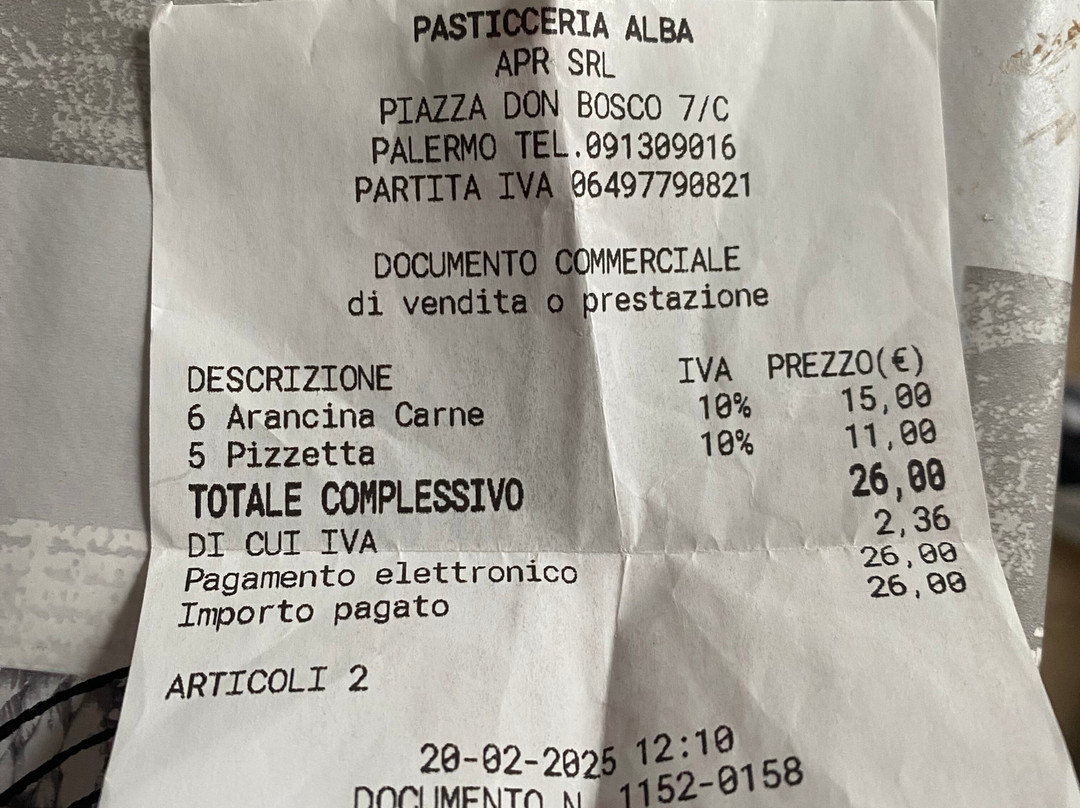 PASTICCERIA ALBA
APR SRL
PIAZZA DON BOSCO 7/C
PALERMO TEL.091309016
PARTITA IVA 06497790821
DOCUMENTO COMMERCIALE
di vendita o prestazione
DESCRIZIONE IVA PREZZO(€)
6 Arancina Carne 10% 15,00
5 Pizzetta 10% 11,00
TOTALE COMPLESSIVO 26,00
DI CUI IVA 2,36
Pagamento elettronico 26,00
Importo pagato 26,00
ARTICOLI 2
20-02-2025 12:10
DOCUMENTO N. 1152-0158